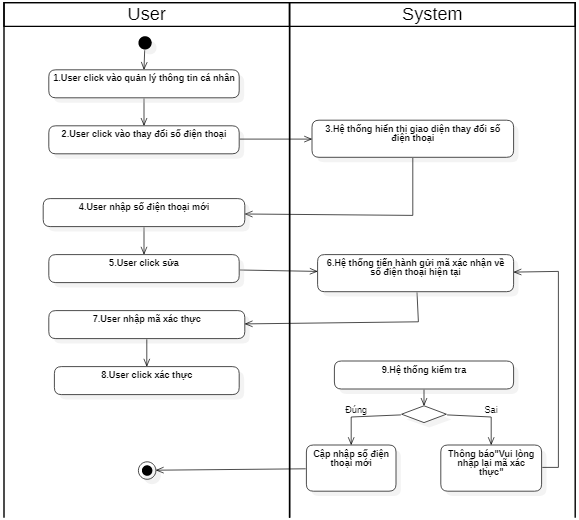 User
System
1.User click vào quản lý thông tin cá nhân
2.User click vào thay đổi số điện thoại
3.Hệ thống hiển thị giao diện thay đổi số
điện thoại
4.User nhập số điện thoại mới
5.User click sửa
6.Hệ thống tiến hành gửi mã xác nhận về
số điện thoại hiện tại
7.User nhập mã xác thực
8.User click xác thực
9.Hệ thống kiểm tra
Đúng
Sai
Cập nhập số điện
thoại mới
Thông báo"Vui lòng
nhập lại mã xác
thực"